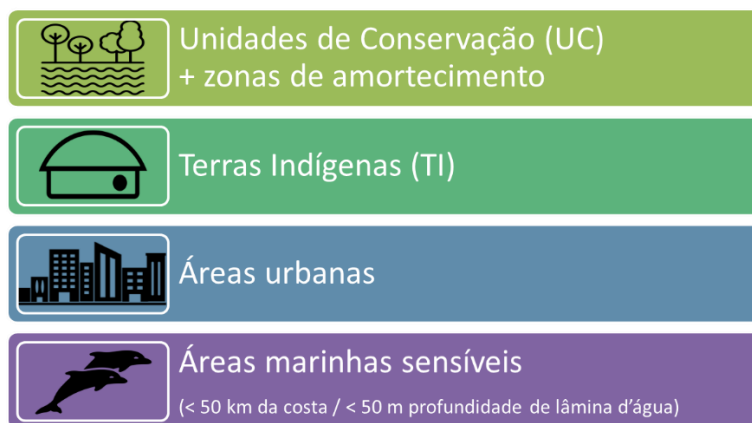 Unidades de Conservação (UC)
+ zonas de amortecimento
Terras Indígenas (TI)
Áreas urbanas
Áreas marinhas sensíveis
(< 50 km da costa / < 50 m profundidade de lâmina d'água)